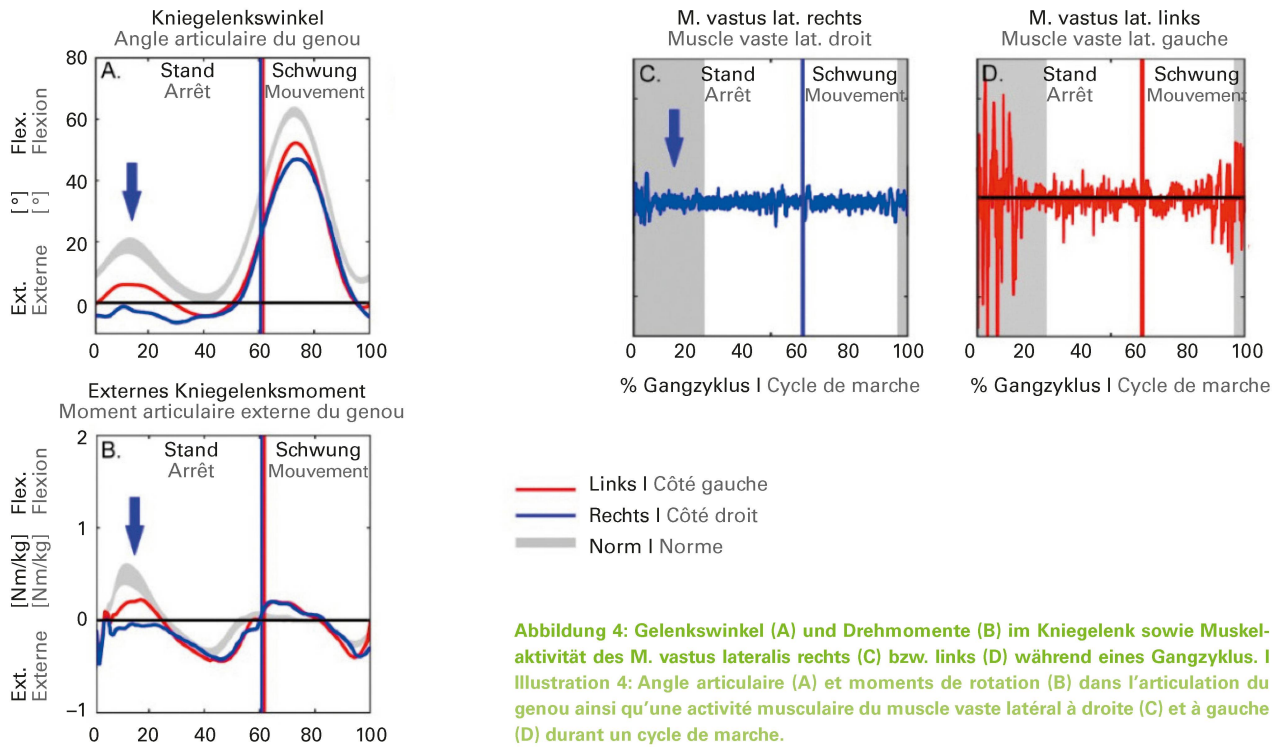 Kniegelenkswinkel
Angle articulaire du genou
A.
Stand
Arrêt
Schwung
Mouvement
80
60
40
20
0
Flex.
Flexion
[°]
[°]
Ext.
Externe
0 20 40 60 80 100
M. vastus lat. rechts
Muscle vaste lat. droit
C.
Stand
Arrêt
Schwung
Mouvement
0 20 40 60 80 100
% Gangzyklus I Cycle de marche
M. vastus lat. links
Muscle vaste lat. gauche
D.
Stand
Arrêt
Schwung
Mouvement
0 20 40 60 80 100
% Gangzyklus I Cycle de marche
Externes Kniegelenksmoment
Moment articulaire externe du genou
B.
Stand
Arrêt
Schwung
Mouvement
2
1
0
–1
Flex.
Flexion
[Nm/kg]
[Nm/kg]
Ext.
Externe
0 20 40 60 80 100
Links I Côté gauche
Rechts I Côté droit
Norm I Norme
Abbildung 4: Gelenkswinkel (A) und Drehmomente (B) im Kniegelenk sowie Muskel-
aktivität des M. vastus lateralis rechts (C) bzw. links (D) während eines Gangzyklus. I
Illustration 4: Angle articulaire (A) et moments de rotation (B) dans l’articulation du
genou ainsi qu’une activité musculaire du muscle vaste latéral à droite (C) et à gauche
(D) durant un cycle de marche.